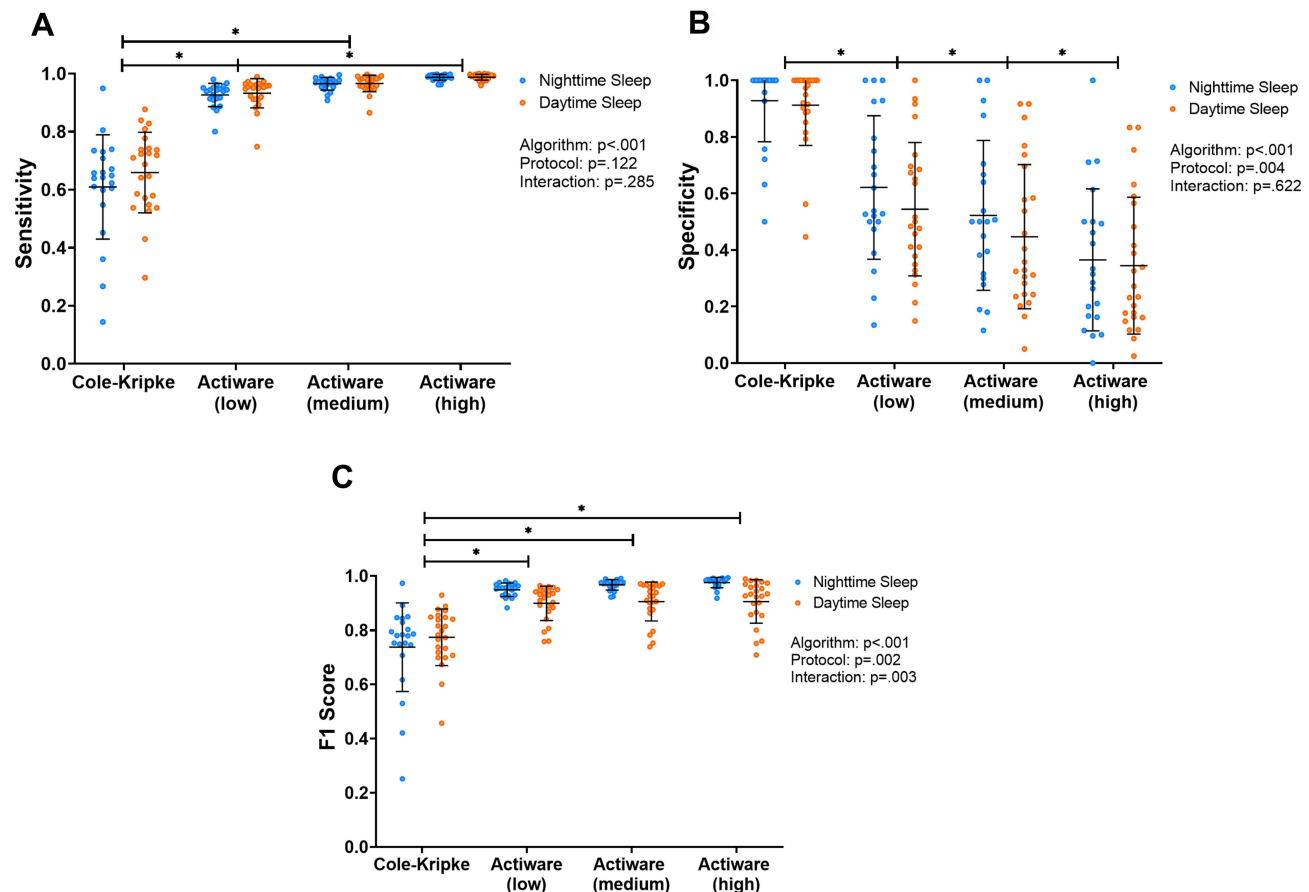 A
*
*
*
Sensitivity
1.0
0.8
0.6
0.4
0.2
0.0
Cole-Kripke
Actiware
(low)
Actiware
(medium)
Actiware
(high)
Nighttime Sleep
Daytime Sleep
Algorithm: p<.001
Protocol: p=.122
Interaction: p=.285
B
*
*
*
Specificity
1.0
0.8
0.6
0.4
0.2
0.0
Cole-Kripke
Actiware
(low)
Actiware
(medium)
Actiware
(high)
Nighttime Sleep
Daytime Sleep
Algorithm: p<.001
Protocol: p=.004
Interaction: p=.622
C
*
*
*
F1 Score
1.0
0.8
0.6
0.4
0.2
0.0
Cole-Kripke
Actiware
(low)
Actiware
(medium)
Actiware
(high)
Nighttime Sleep
Daytime Sleep
Algorithm: p<.001
Protocol: p=.002
Interaction: p=.003